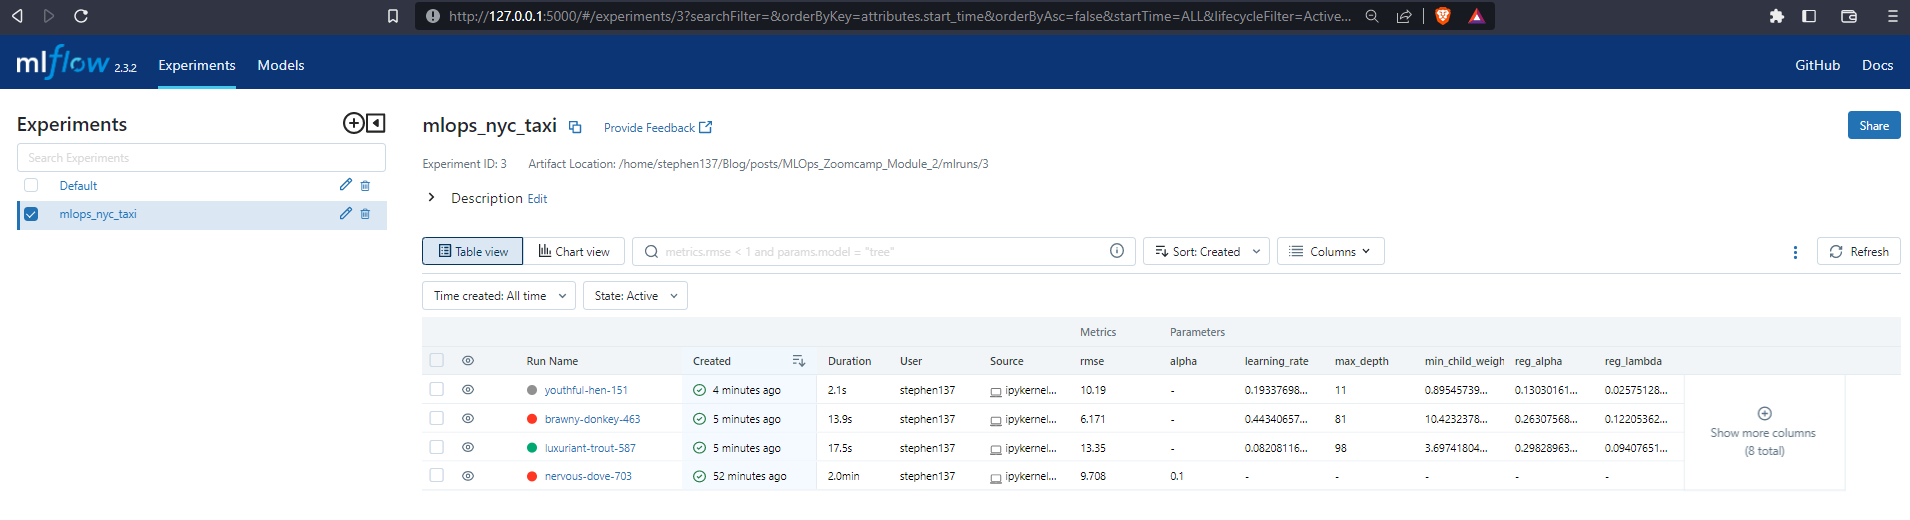 http://127.0.0.1:5000/#/experiments/3?searchFilter=&orderByKey=attributes.start_time&orderByAsc=false&startTime=ALL&lifecycleFilter=Active...
mlflow 2.3.2 Experiments Models GitHub Docs
Experiments
Search Experiments
Default
mlops_nyc_taxi
mlops_nyc_taxi Provide Feedback Share
Experiment ID: 3 Artifact Location: /home/stephen137/Blog/posts/MLOps_Zoomcamp_Module_2/mlruns/3
Description Edit
Table view Chart view metrics.rmse < 1 and params.model = "tree" Sort: Created Columns Refresh
Time created: All time State: Active
Metrics Parameters
Run Name Created Duration User Source rmse alpha learning_rate max_depth min_child_weigh reg_alpha reg_lambda
youthful-hen-151 4 minutes ago 2.1s stephen137 ipykernel... 10.19 - 0.19337698... 11 0.89545739... 0.13030161... 0.02575128...
brawny-donkey-463 5 minutes ago 13.9s stephen137 ipykernel... 6.171 - 0.44340657... 81 10.4232378... 0.26307568... 0.12205362...
luxuriant-trout-587 5 minutes ago 17.5s stephen137 ipykernel... 13.35 - 0.08208116... 98 3.69741804... 0.29828963... 0.09407651...
nervous-dove-703 52 minutes ago 2.0min stephen137 ipykernel... 9.708 0.1 - - - - -
Show more columns
(8 total)